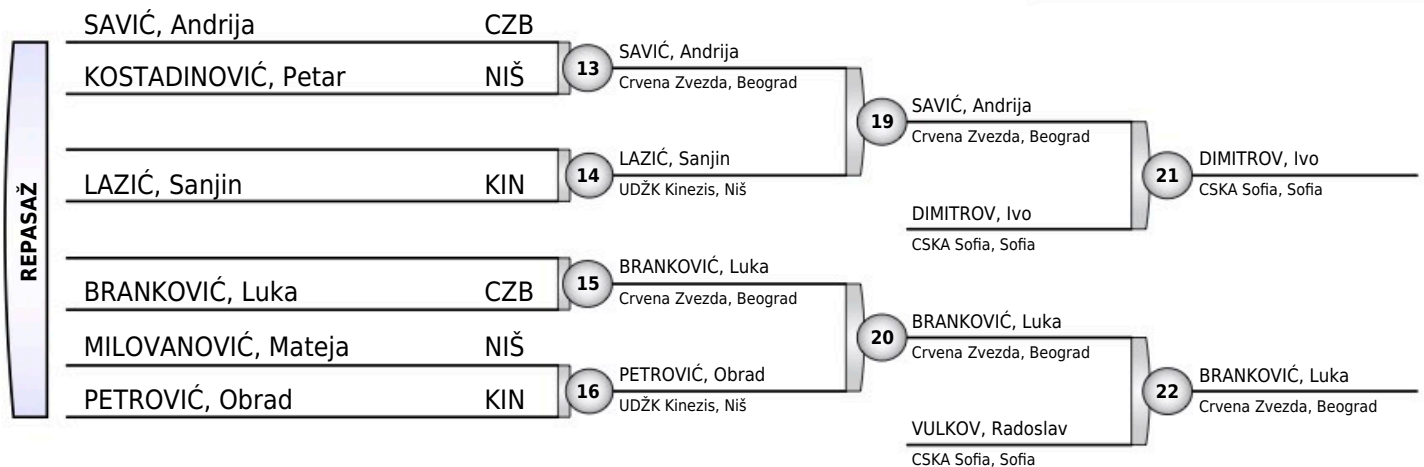 REPASAŽ
SAVIĆ, Andrija CZB
KOSTADINOVIĆ, Petar NIŠ
LAZIĆ, Sanjin KIN
BRANKOVIĆ, Luka CZB
MILOVANOVIĆ, Mateja NIŠ
PETROVIĆ, Obrad KIN
13
SAVIĆ, Andrija
Crvena Zvezda, Beograd
14
LAZIĆ, Sanjin
UDŽK Kinezis, Niš
15
BRANKOVIĆ, Luka
Crvena Zvezda, Beograd
16
PETROVIĆ, Obrad
UDŽK Kinezis, Niš
19
SAVIĆ, Andrija
Crvena Zvezda, Beograd
DIMITROV, Ivo
CSKA Sofia, Sofia
20
BRANKOVIĆ, Luka
Crvena Zvezda, Beograd
VULKOV, Radoslav
CSKA Sofia, Sofia
21
DIMITROV, Ivo
CSKA Sofia, Sofia
22
BRANKOVIĆ, Luka
Crvena Zvezda, Beograd